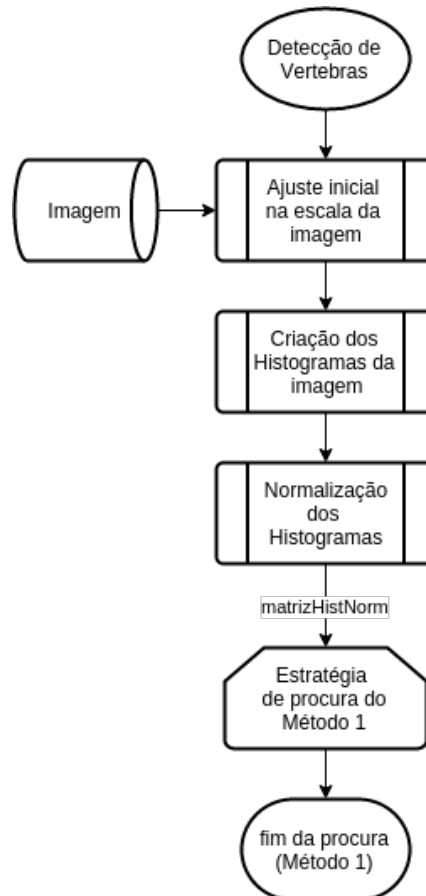 Detecção de
Vertebras
Imagem
Ajuste inicial
na escala da
imagem
Criação dos
Histogramas da
imagem
Normalização
dos
Histogramas
matrizHistNorm
Estratégia
de procura do
Método 1
fim da procura
(Método 1)